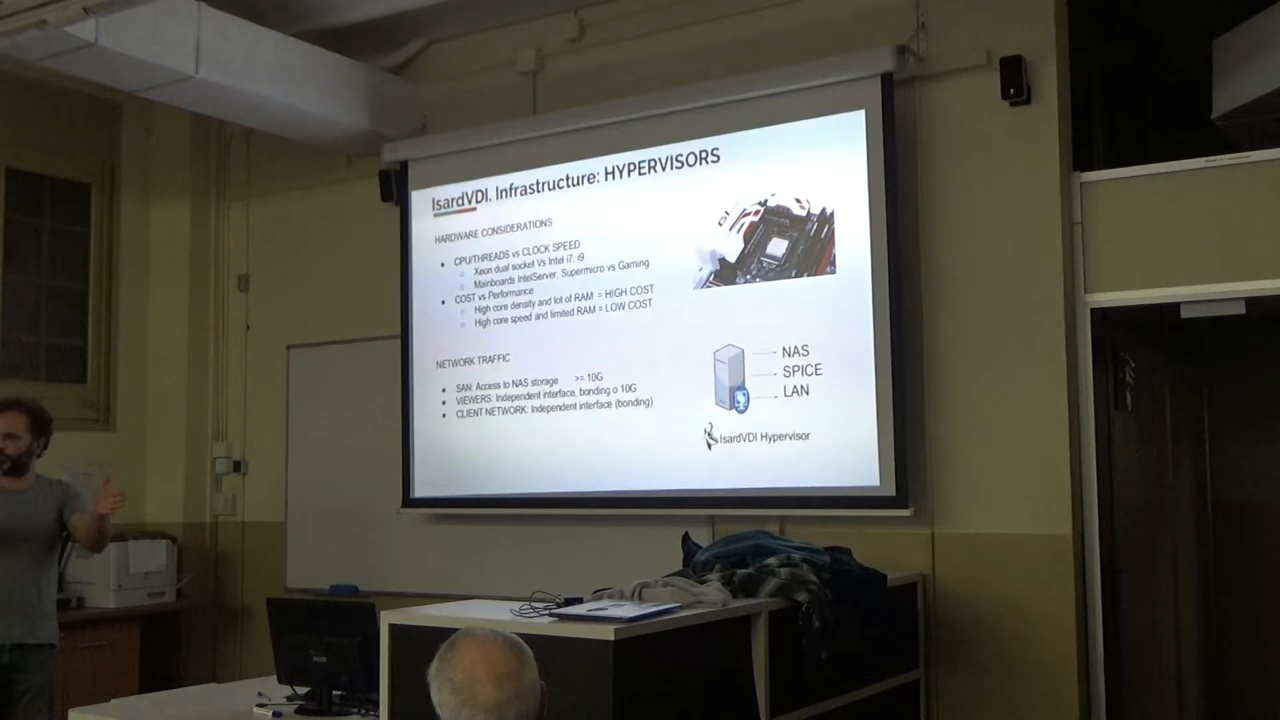 IsardVDI. Infrastructure: HYPERVISORS
HARDWARE CONSIDERATIONS
CPU/THREADS vs CLOCK SPEED
Xeon dual socket Vs Intel i7, i9
Mainboards IntelServer, Supermicro vs Gaming
COST vs Performance
High core density and lot of RAM = HIGH COST
High core speed and limited RAM = LOW COST
NETWORK TRAFFIC
SAN: Access to NAS storage >= 10G
VIEWERS: Independent interface, bonding o 10G
CLIENT NETWORK: Independent interface (bonding)
NAS
SPICE
LAN
IsardVDI Hypervisor